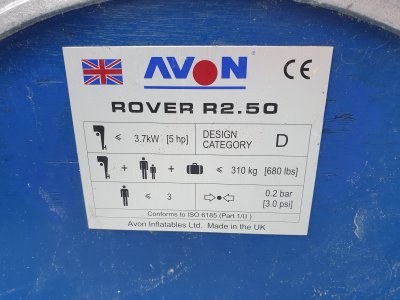 AVON ®
CE
ROVER R2.50
≤ 3.7kW [5 hp] DESIGN CATEGORY D
+ + ≤ 310 kg [680 lbs]
≤ 3 0.2 bar [3.0 psi]
Conforms to ISO 6185 (Part 1/II)
Avon Inflatables Ltd. Made in the UK